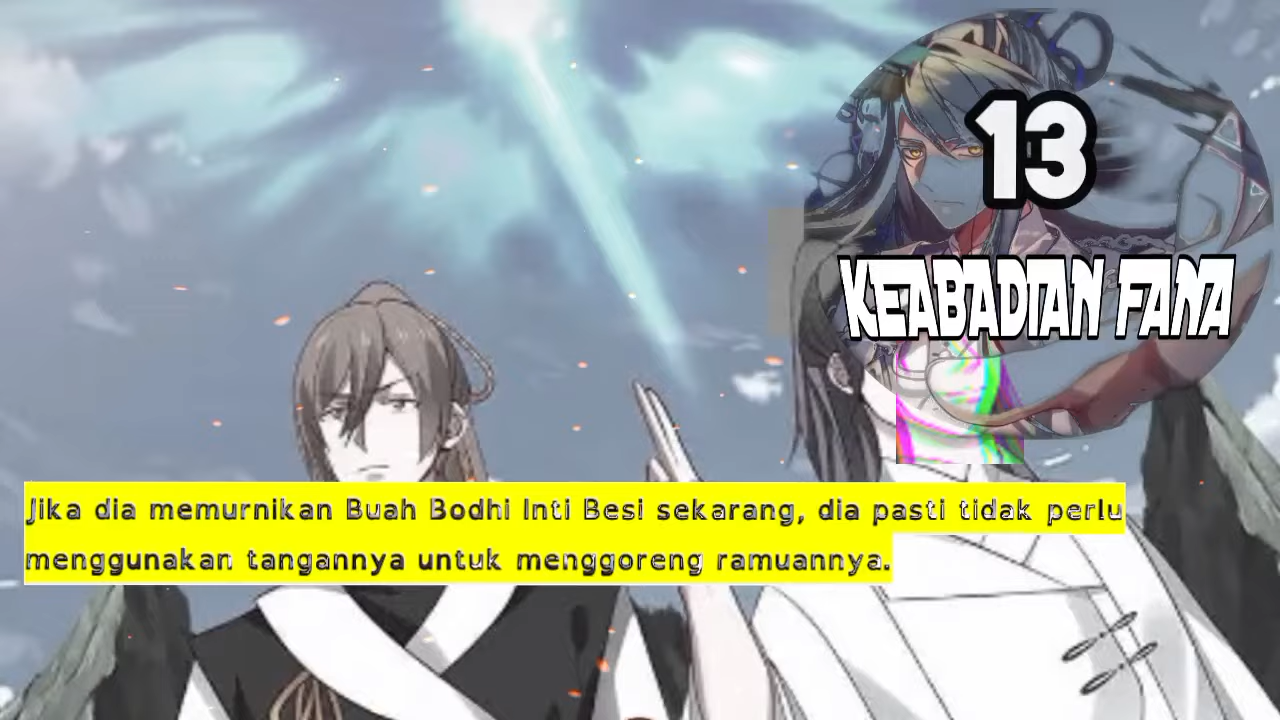 13
KEABADIAN FANA
Jika dia memurnikan Buah Bodhi Inti Besi sekarang, dia pasti tidak perlu
menggunakan tangannya untuk menggoreng ramuannya.